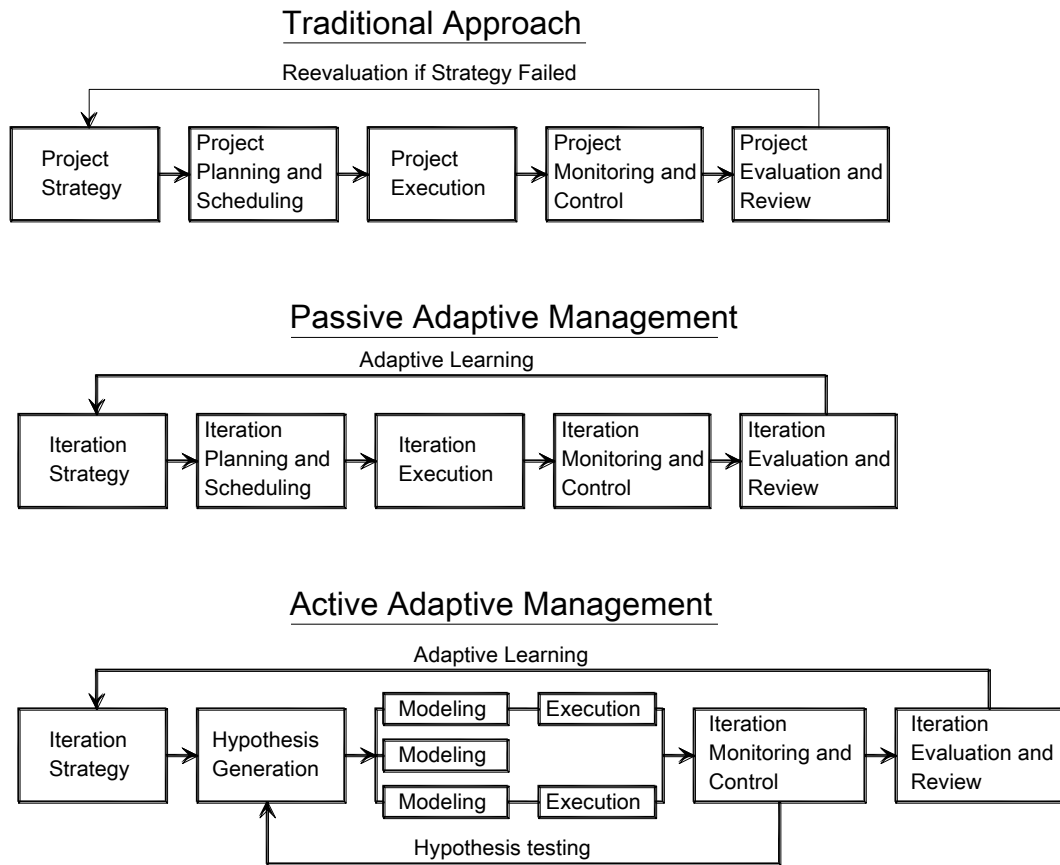 Traditional Approach
Reevaluation if Strategy Failed
Project
Strategy
Project
Planning and
Scheduling
Project
Execution
Project
Monitoring and
Control
Project
Evaluation and
Review
Passive Adaptive Management
Adaptive Learning
Iteration
Strategy
Iteration
Planning and
Scheduling
Iteration
Execution
Iteration
Monitoring and
Control
Iteration
Evaluation and
Review
Active Adaptive Management
Adaptive Learning
Iteration
Strategy
Hypothesis
Generation
Modeling
Execution
Modeling
Modeling
Execution
Iteration
Monitoring and
Control
Iteration
Evaluation and
Review
Hypothesis testing